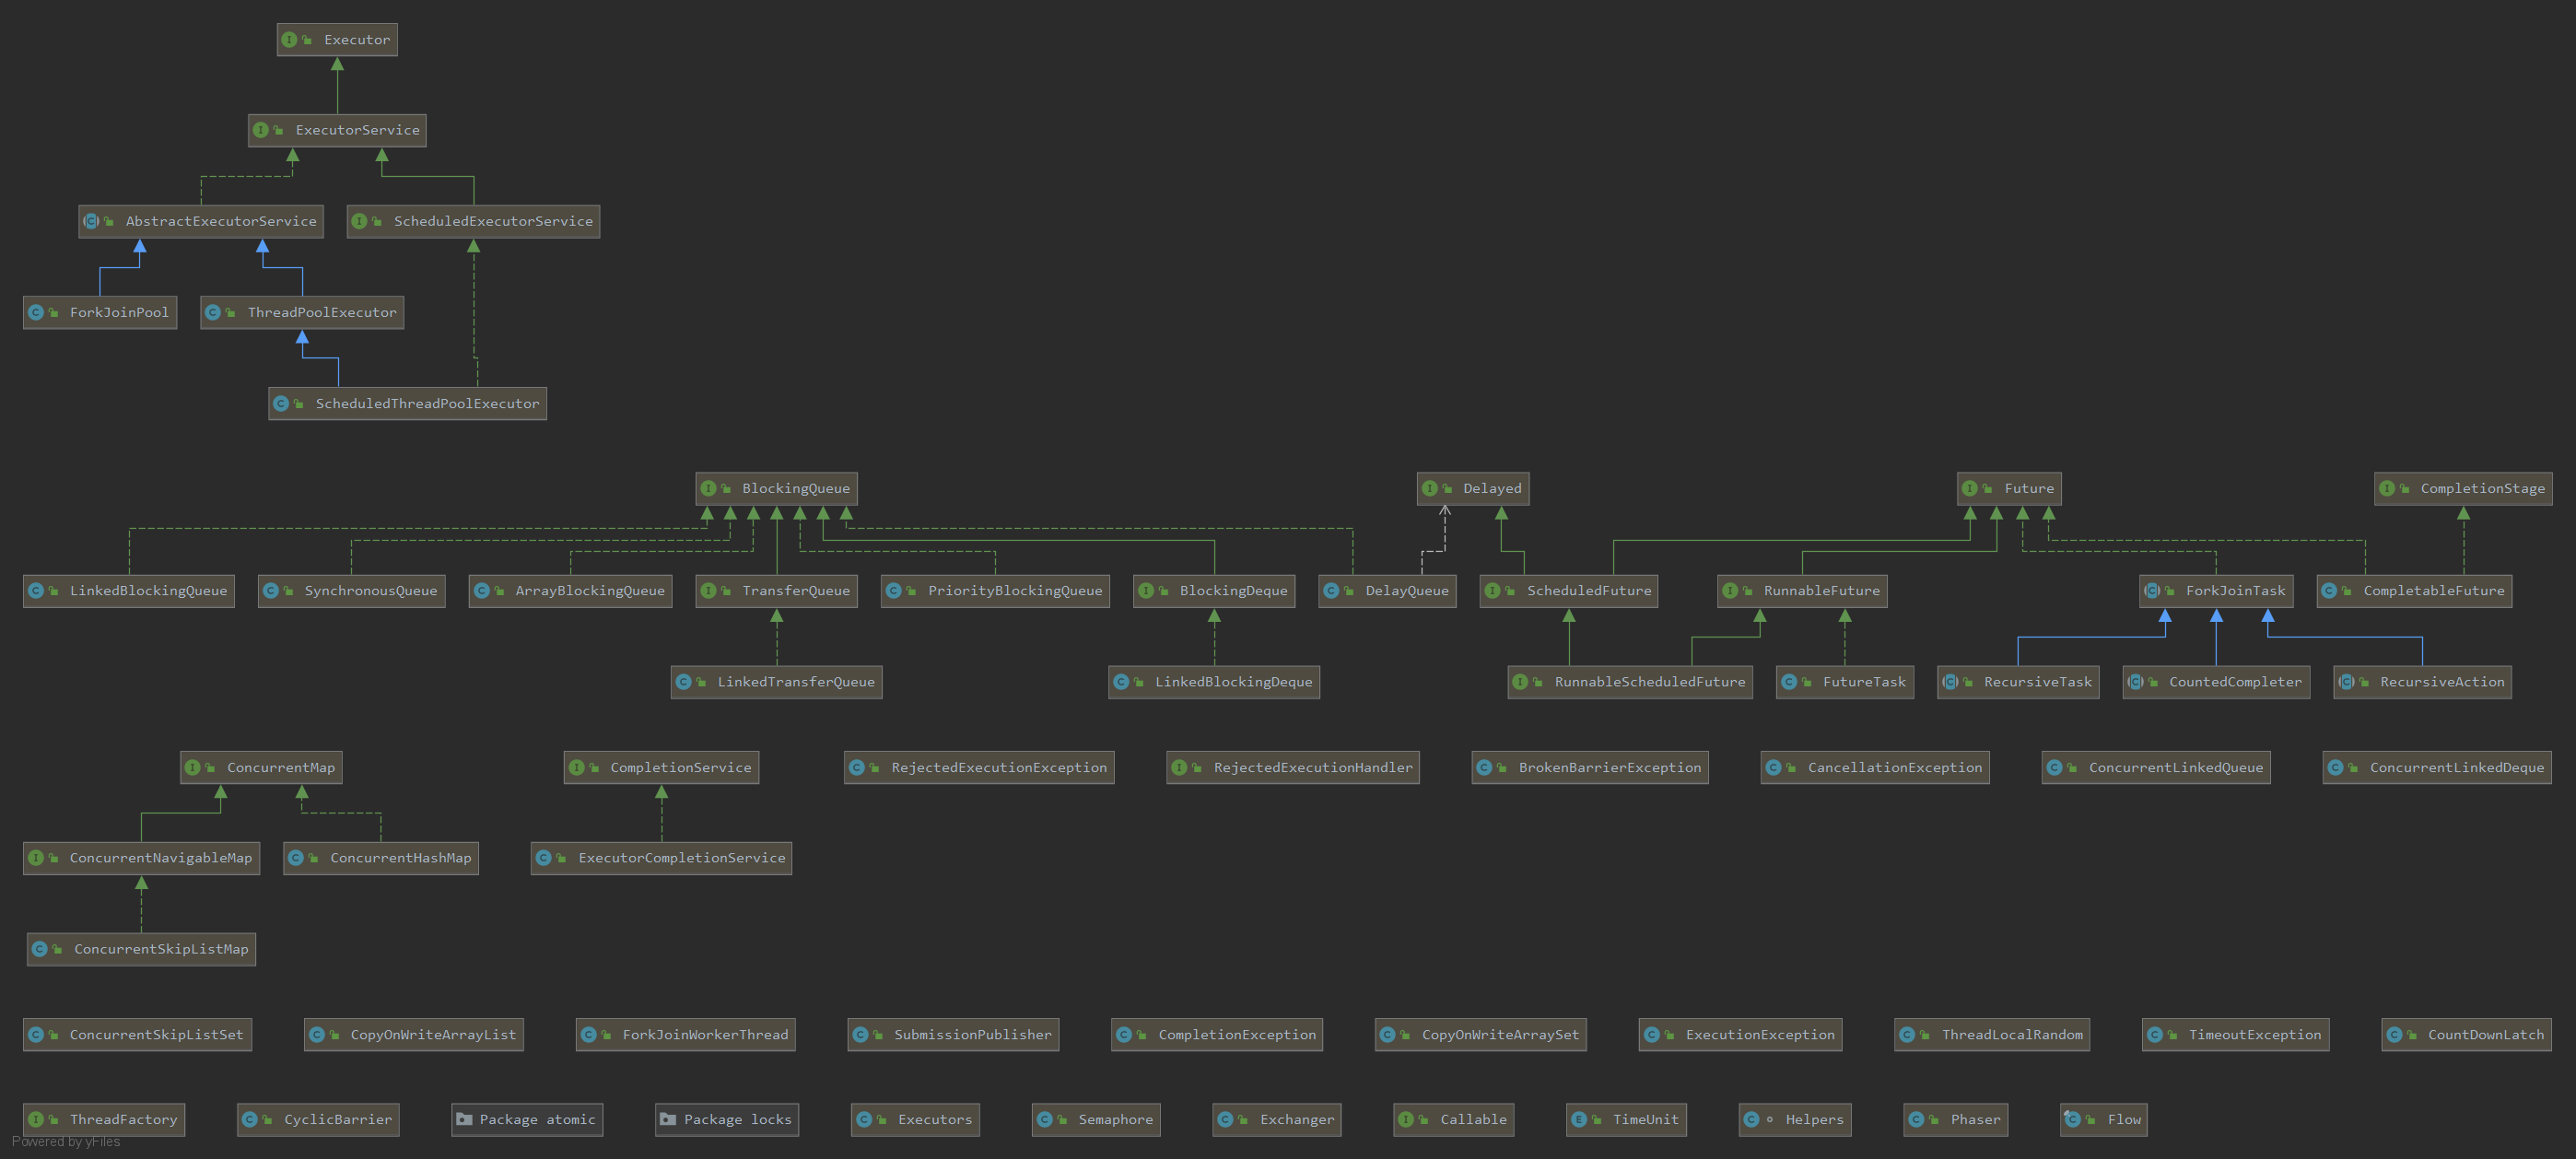 Executor
ExecutorService
AbstractExecutorService
ScheduledExecutorService
ForkJoinPool
ThreadPoolExecutor
ScheduledThreadPoolExecutor
BlockingQueue
Delayed
Future
CompletionStage
LinkedBlockingQueue
SynchronousQueue
ArrayBlockingQueue
TransferQueue
PriorityBlockingQueue
BlockingDeque
DelayQueue
ScheduledFuture
RunnableFuture
ForkJoinTask
CompletableFuture
LinkedTransferQueue
LinkedBlockingDeque
RunnableScheduledFuture
FutureTask
RecursiveTask
CountedCompleter
RecursiveAction
ConcurrentMap
CompletionService
RejectedExecutionException
RejectedExecutionHandler
BrokenBarrierException
CancellationException
ConcurrentLinkedQueue
ConcurrentLinkedDeque
ConcurrentNavigableMap
ConcurrentHashMap
ExecutorCompletionService
ConcurrentSkipListMap
ConcurrentSkipListSet
CopyOnWriteArrayList
ForkJoinWorkerThread
SubmissionPublisher
CompletionException
CopyOnWriteArraySet
ExecutionException
ThreadLocalRandom
TimeoutException
CountDownLatch
ThreadFactory
CyclicBarrier
Package atomic
Package locks
Executors
Semaphore
Exchanger
Callable
TimeUnit
Helpers
Phaser
Flow
Powered by yFiles